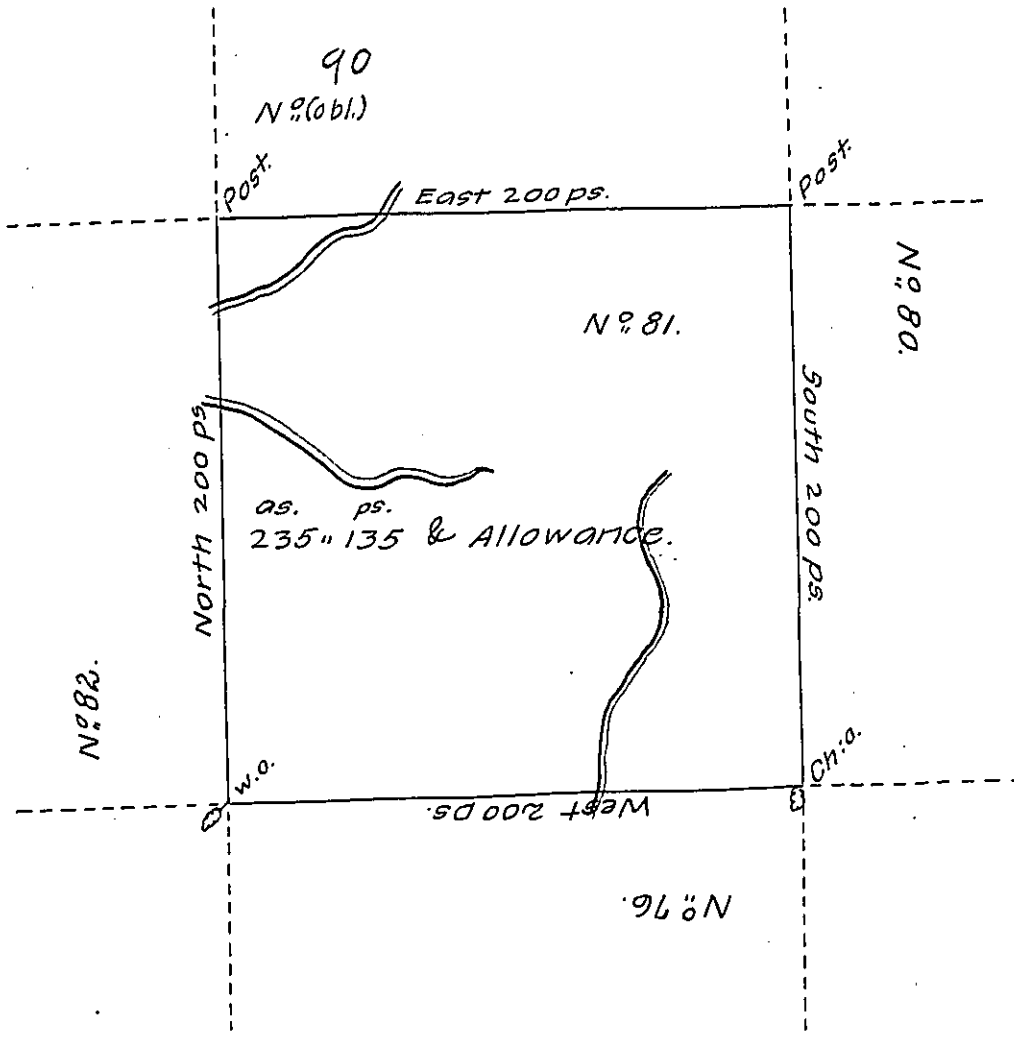 90
No. (obl.)
Post.
East 200 ps.
Post.
No. 80.
No. 81.
North 200 ps
South 200 ps.
as. ps.
235,, 135 & Allowance.
No. 82.
w.o.
Ch:o.
West 200 ps.
No. 76.